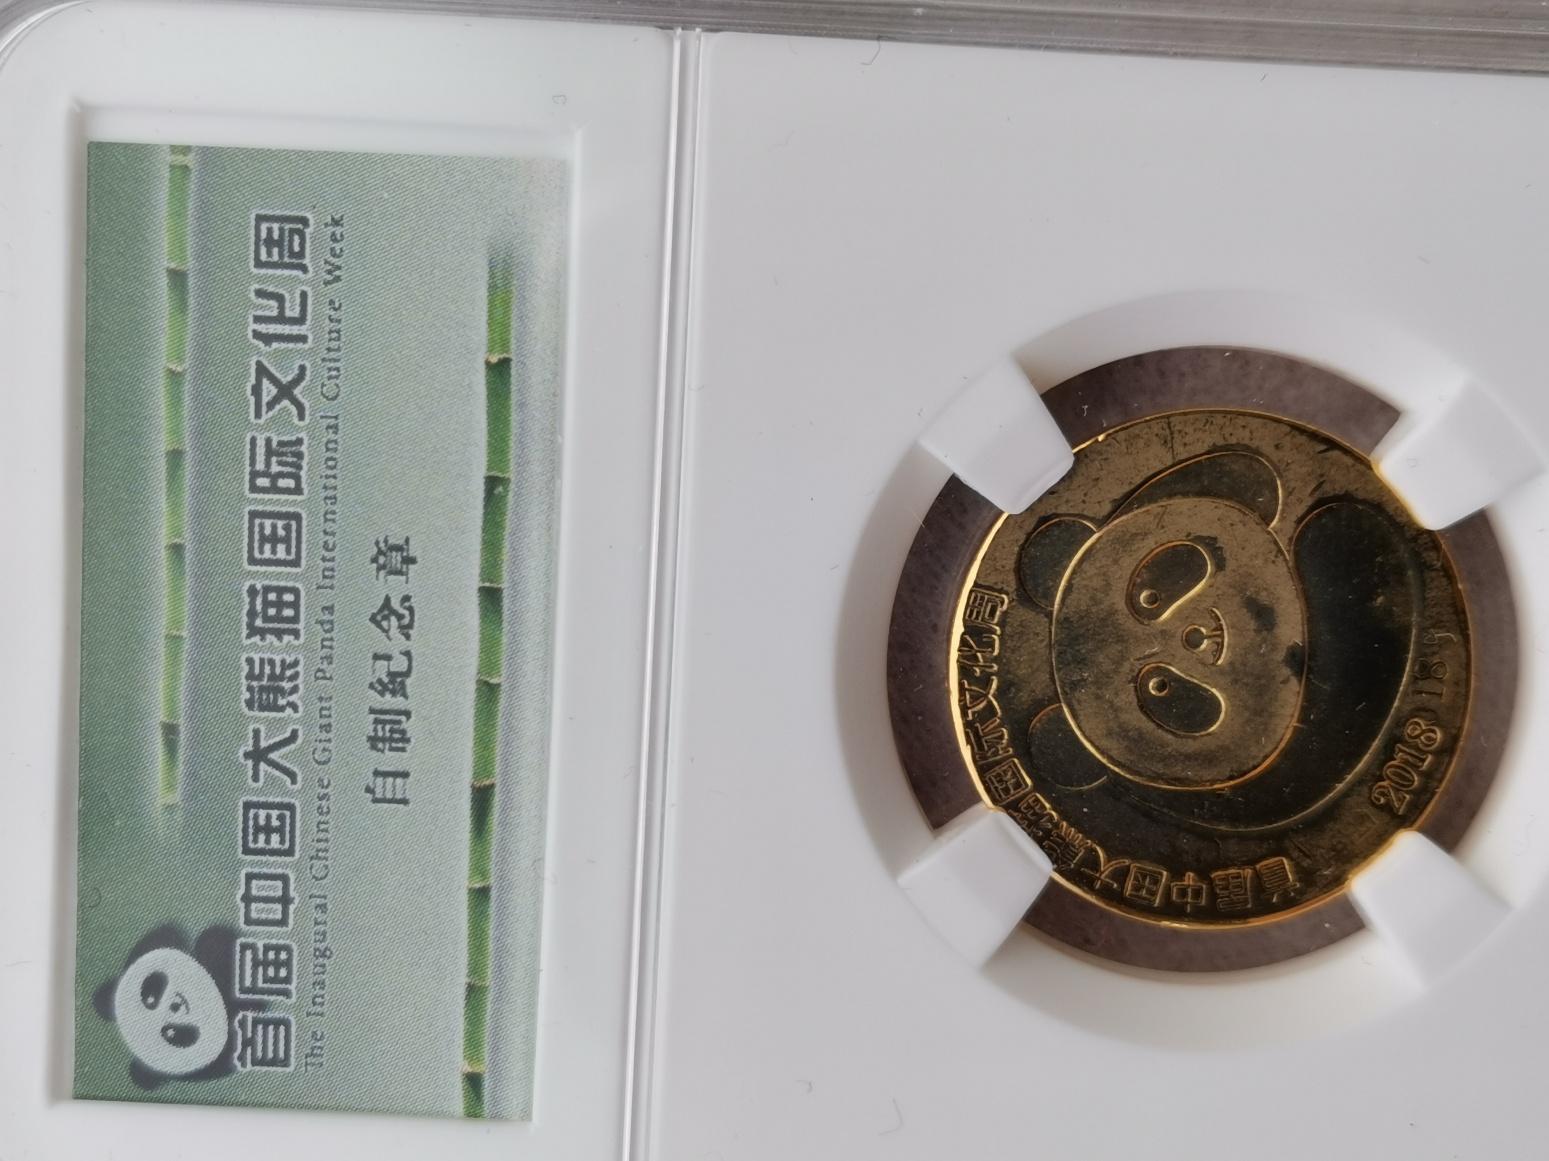 首届中国大熊猫国际文化周
The Inaugural Chinese Giant Panda International Culture Week
自制纪念章
首届中国大熊猫国际文化周
2018